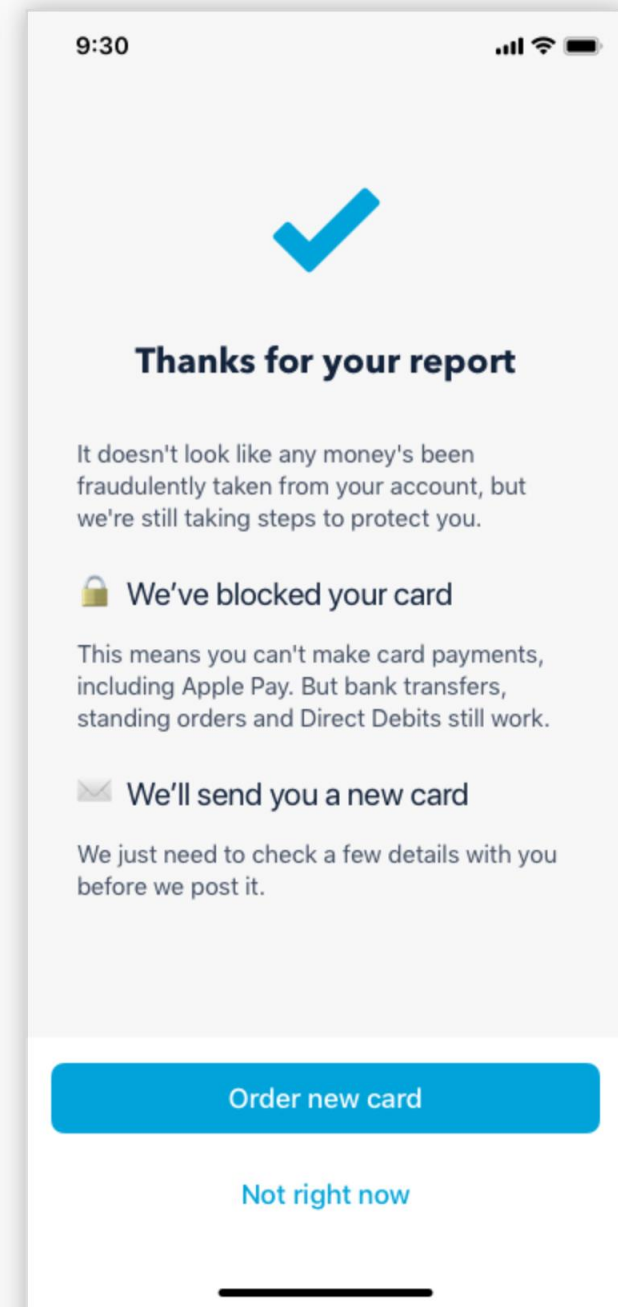 9:30
Thanks for your report
It doesn't look like any money's been
fraudulently taken from your account, but
we're still taking steps to protect you.
We've blocked your card
This means you can't make card payments,
including Apple Pay. But bank transfers,
standing orders and Direct Debits still work.
We'll send you a new card
We just need to check a few details with you
before we post it.
Order new card
Not right now